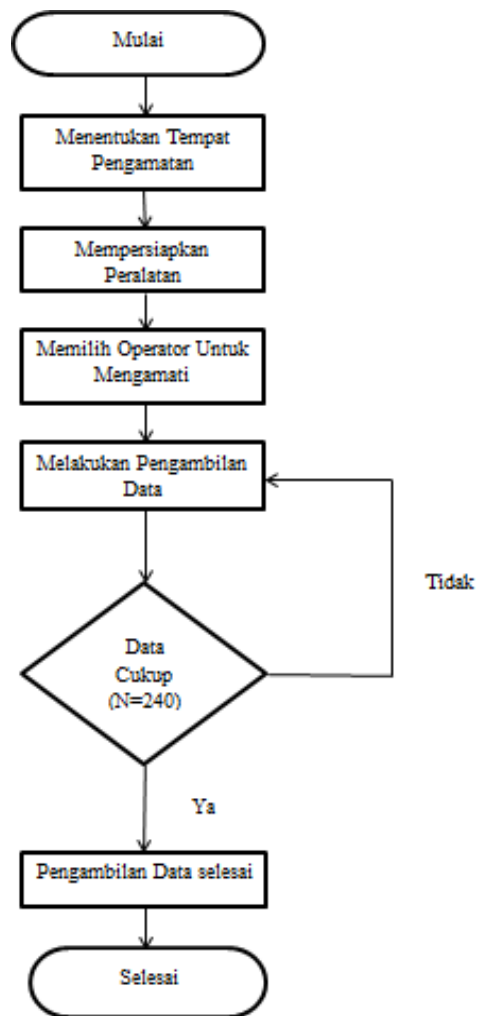 Mulai
Menentukan Tempat
Pengamatan
Mempersiapkan
Peralatan
Memilih Operator Untuk
Mengamati
Melakukan Pengambilan
Data
Tidak
Data
Cukup
(N=240)
Ya
Pengambilan Data selesai
Selesai